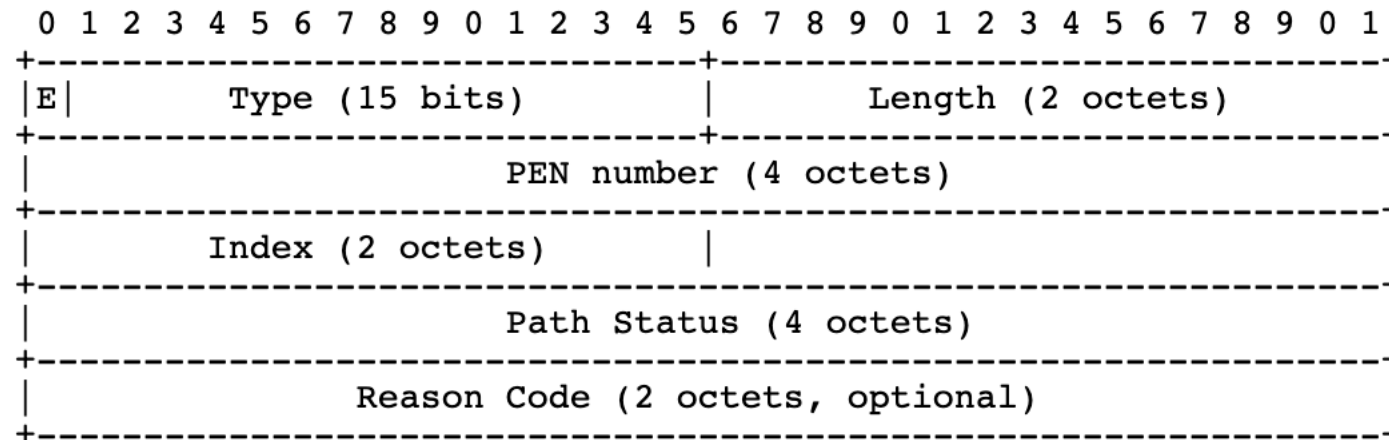 0 1 2 3 4 5 6 7 8 9 0 1 2 3 4 5 6 7 8 9 0 1 2 3 4 5 6 7 8 9 0 1
|E| Type (15 bits) | Length (2 octets)
| PEN number (4 octets)
| Index (2 octets) |
| Path Status (4 octets)
| Reason Code (2 octets, optional)